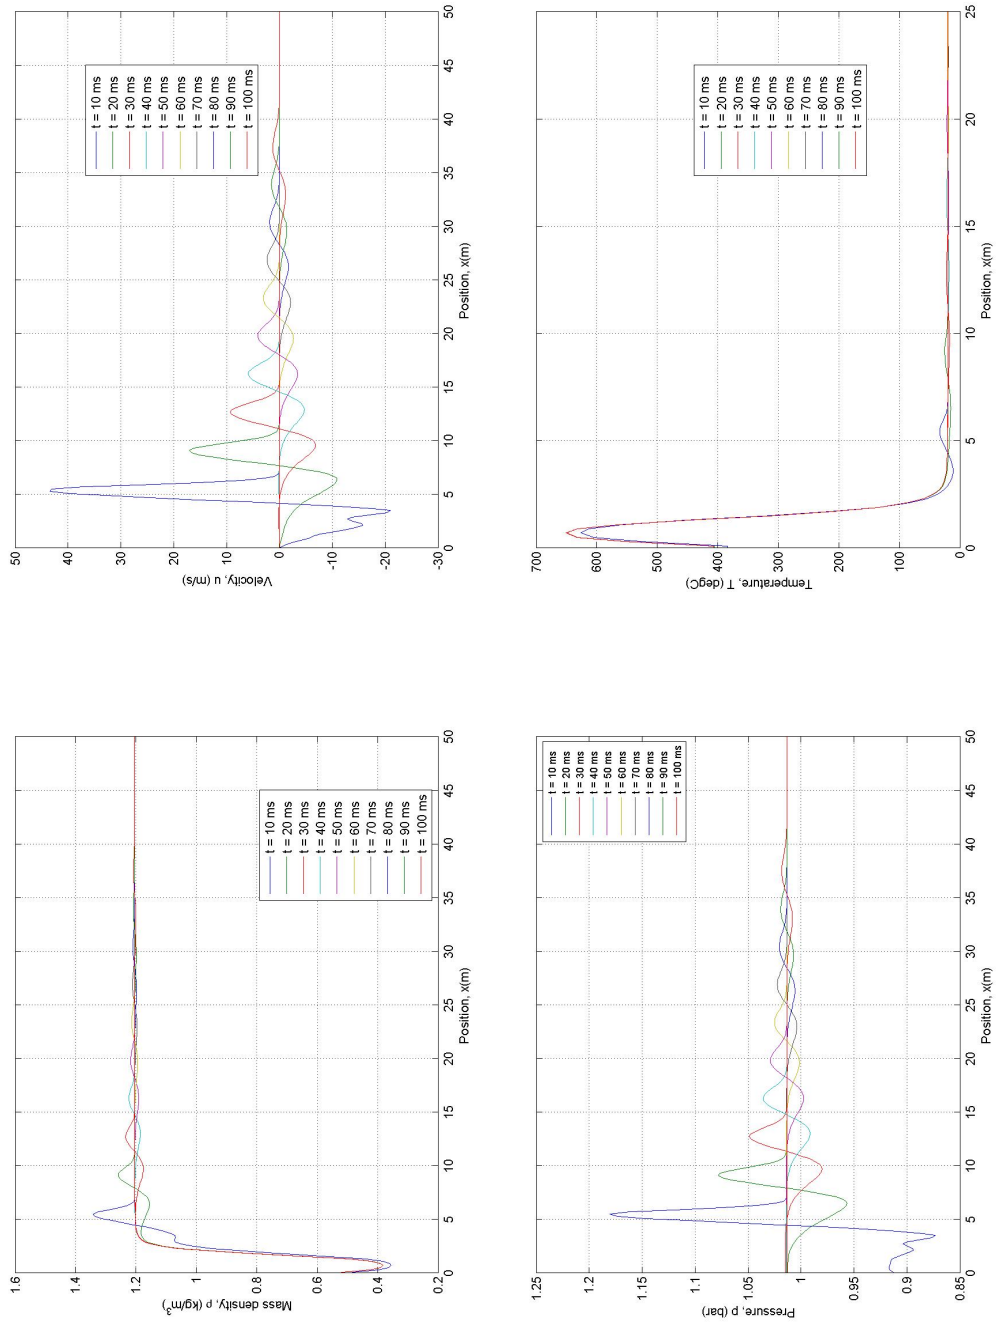 1.6
1.4
1.2
1
0.8
0.6
0.4
0.2
Mass density, ρ (kg/m³)
t = 10 ms
t = 20 ms
t = 30 ms
t = 40 ms
t = 50 ms
t = 60 ms
t = 70 ms
t = 80 ms
t = 90 ms
t = 100 ms
0 5 10 15 20 25 30 35 40 45 50
Position, x(m)
50
40
30
20
10
0
-10
-20
-30
Velocity, u (m/s)
t = 10 ms
t = 20 ms
t = 30 ms
t = 40 ms
t = 50 ms
t = 60 ms
t = 70 ms
t = 80 ms
t = 90 ms
t = 100 ms
0 5 10 15 20 25 30 35 40 45 50
Position, x(m)
1.25
1.2
1.15
1.1
1.05
1
0.95
0.9
0.85
Pressure, p (bar)
t = 10 ms
t = 20 ms
t = 30 ms
t = 40 ms
t = 50 ms
t = 60 ms
t = 70 ms
t = 80 ms
t = 90 ms
t = 100 ms
0 5 10 15 20 25 30 35 40 45 50
Position, x(m)
700
600
500
400
300
200
100
0
Temperature, T (degC)
t = 10 ms
t = 20 ms
t = 30 ms
t = 40 ms
t = 50 ms
t = 60 ms
t = 70 ms
t = 80 ms
t = 90 ms
t = 100 ms
0 5 10 15 20 25
Position, x(m)